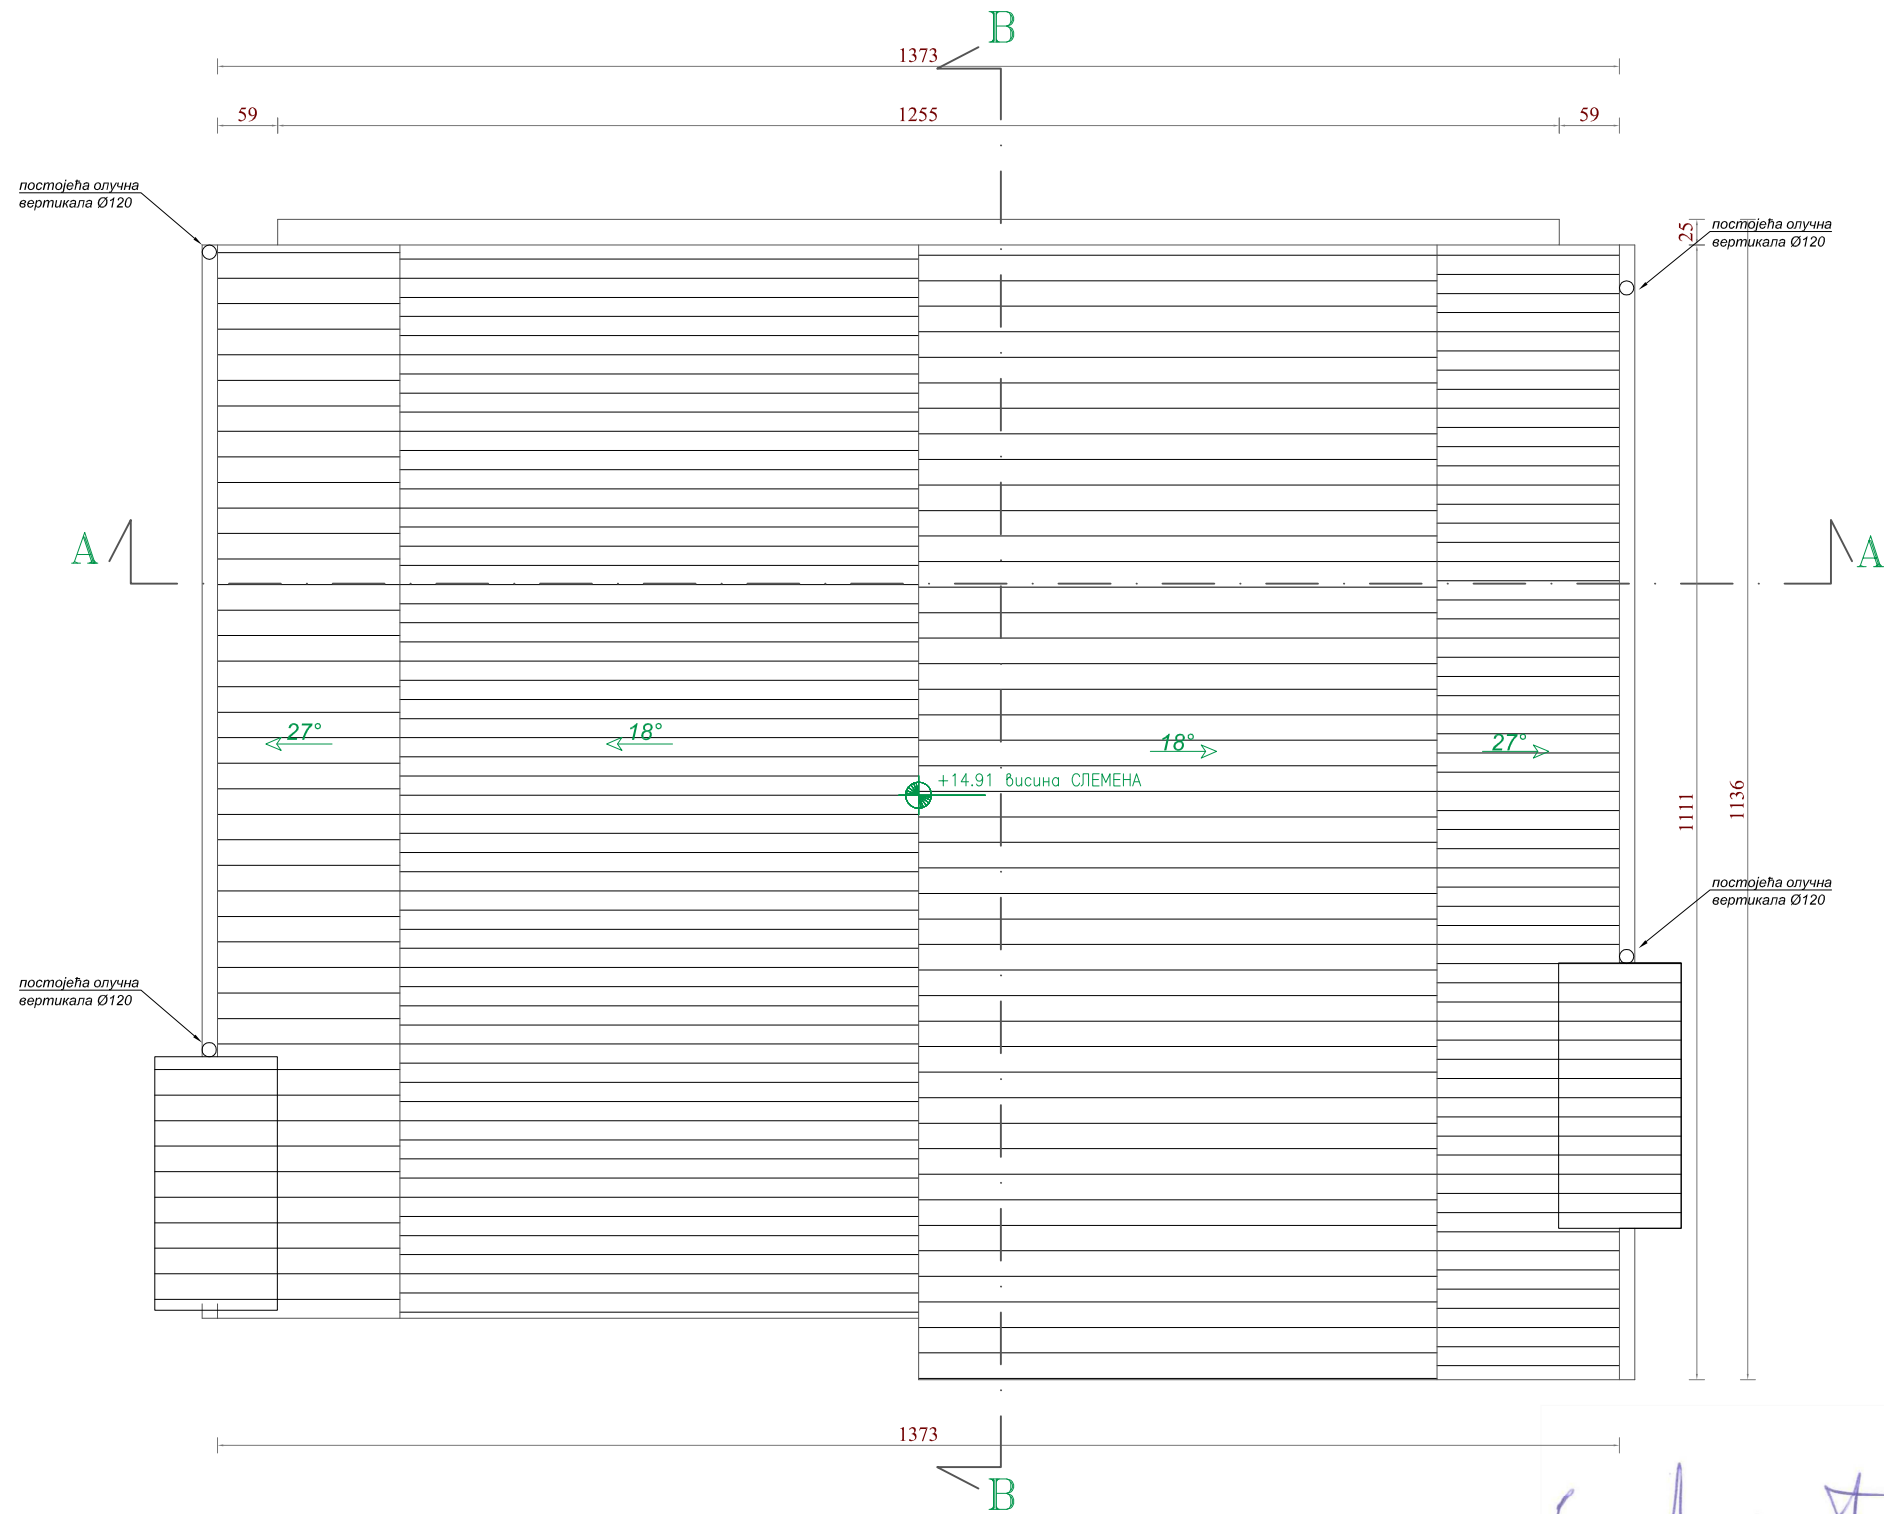 B
1373
59
1255
59
постојећа олучна
вертикала Ø120
25
постојећа олучна
вертикала Ø120
A
A
27°
18°
18°
27°
+14.91 висина СЛЕМЕНА
1111
1136
постојећа олучна
вертикала Ø120
постојећа олучна
вертикала Ø120
1373
B